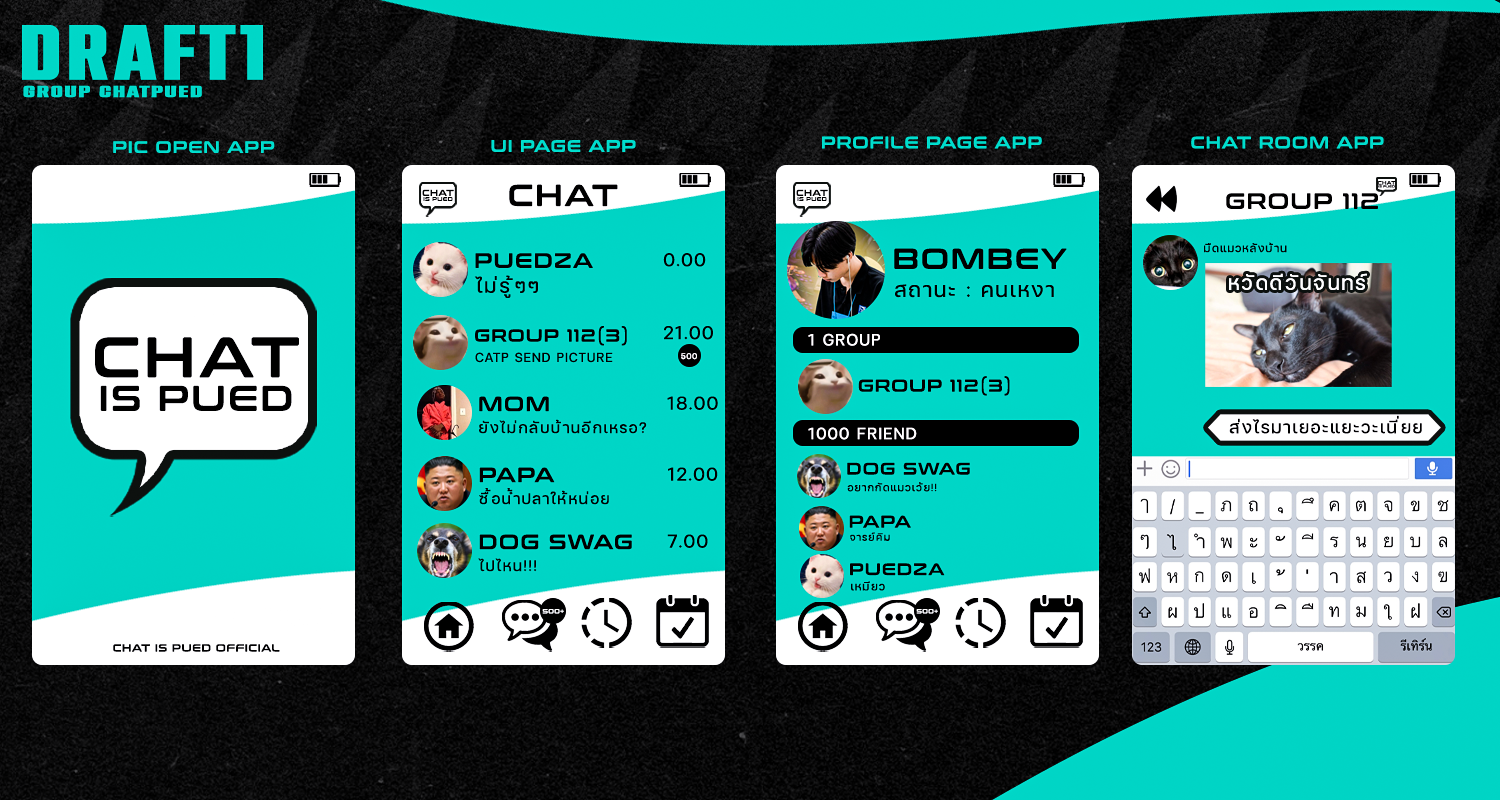 DRAFT1
GROUP CHATPUED
PIC OPEN APP
CHAT
IS PUED
CHAT IS PUED OFFICIAL
UI PAGE APP
CHAT
IS PUED
CHAT
PUEDZA
0.00
ไม่รู้ๆๆ
GROUP 112(3)
21.00
CATP SEND PICTURE
500
MOM
18.00
ยังไม่กลับบ้านอีกเหรอ?
PAPA
12.00
ซื้อน้ำปลาให้หน่อย
DOG SWAG
7.00
ไปไหน!!!
500+
PROFILE PAGE APP
CHAT
IS PUED
BOMBEY
สถานะ : คนเหงา
1 GROUP
GROUP 112(3)
1000 FRIEND
DOG SWAG
อยากกัดแมวเว้ย!!
PAPA
จารย์คิม
PUEDZA
เหมียว
500+
CHAT ROOM APP
CHAT
IS PUED
GROUP 112
มืดแมวหลังบ้าน
หวัดดีวันจันทร์
ส่งไรมาเยอะแยะวะเนี่ยย
ๅ / _ ภ ถ ุ ึ ค ต จ ข ช
ๆ ไ ำ พ ะ ั ี ร น ย บ ล
ฟ ห ก ด เ ้ ่ า ส ว ง ฃ
ผ ป แ อ ิ ื ท ม ใ ฝ
123 วรรค รีเทิร์น